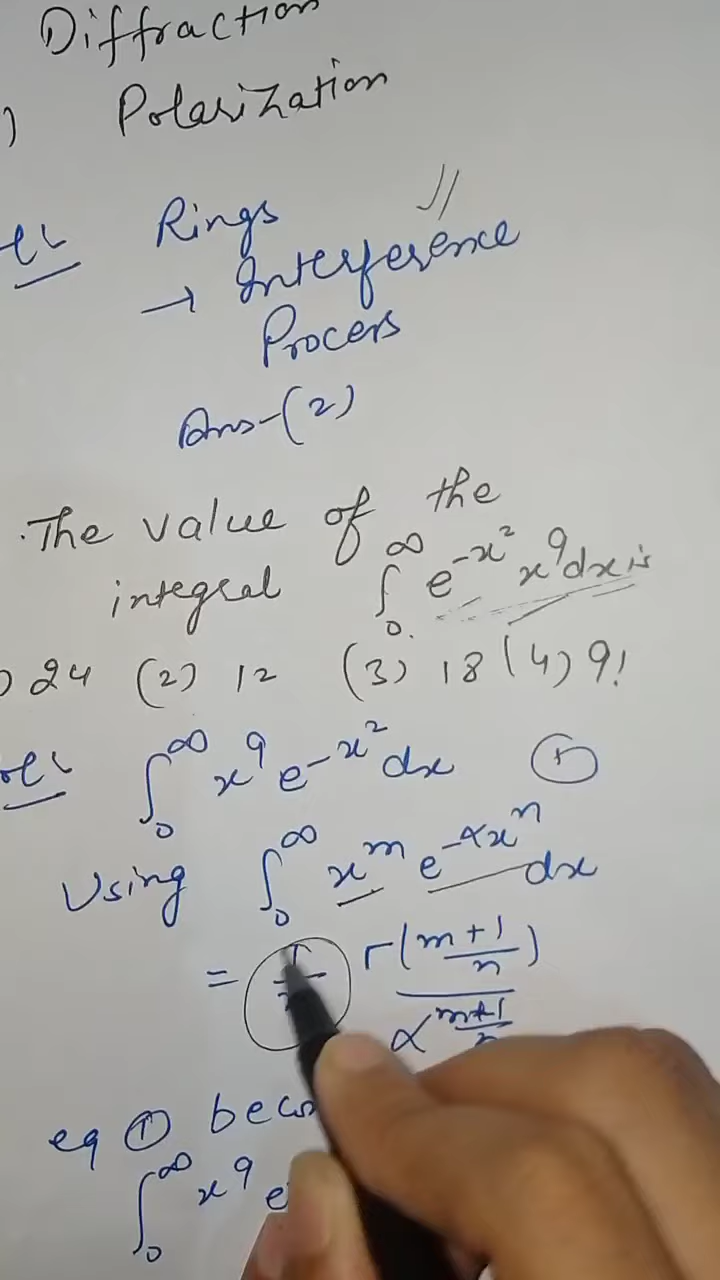 Diffraction
) Polarization
Rings
→ Interference
Process
Ans-(2)
The value of the
integral ∫₀^∞ e^{-x²} x⁹ dx is
) 24 (2) 12 (3) 18 (4) 9!
∫₀^∞ x⁹ e^{-x²} dx ①
Using ∫₀^∞ x^m e^{-αx^n} dx
= Γ((m+1)/n) / α^{(m+1)/n}
eq ① bec
∫₀^∞ x⁹ e